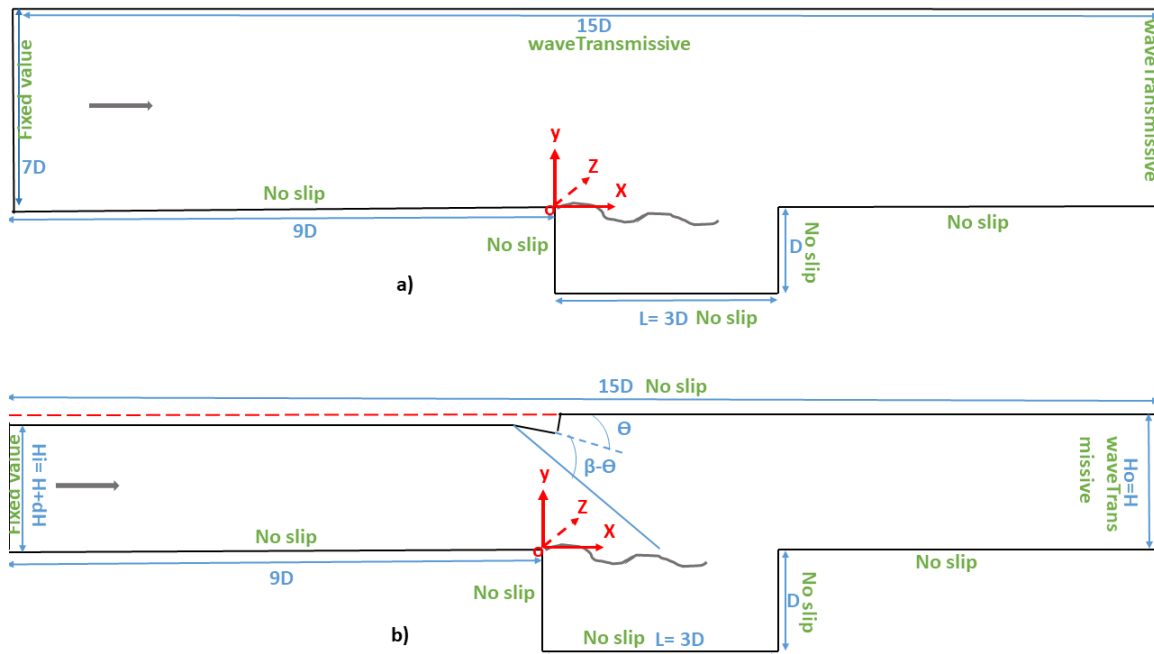 15D
waveTransmissive
Fixed value
7D
waveTransmissive
y
Z
X
O
No slip
9D
No slip
D
No slip
No slip
a)
L= 3D No slip
15D No slip
Fixed value
Hi= H+dH
ϴ
β-ϴ
y
Z
X
O
Ho=H
waveTrans
missive
No slip
9D
No slip
D
No slip
No slip
b)
No slip L= 3D